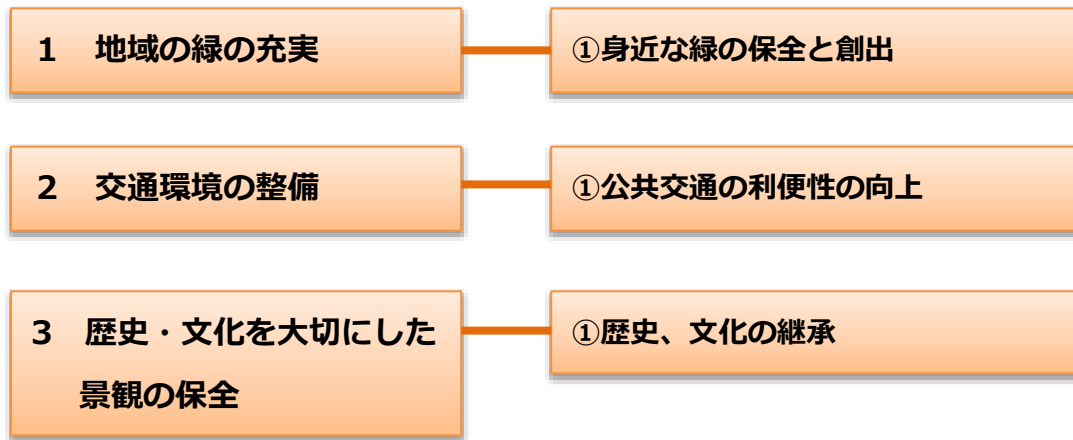 1 地域の緑の充実
①身近な緑の保全と創出
2 交通環境の整備
①公共交通の利便性の向上
3 歴史・文化を大切にした
景観の保全
①歴史、文化の継承